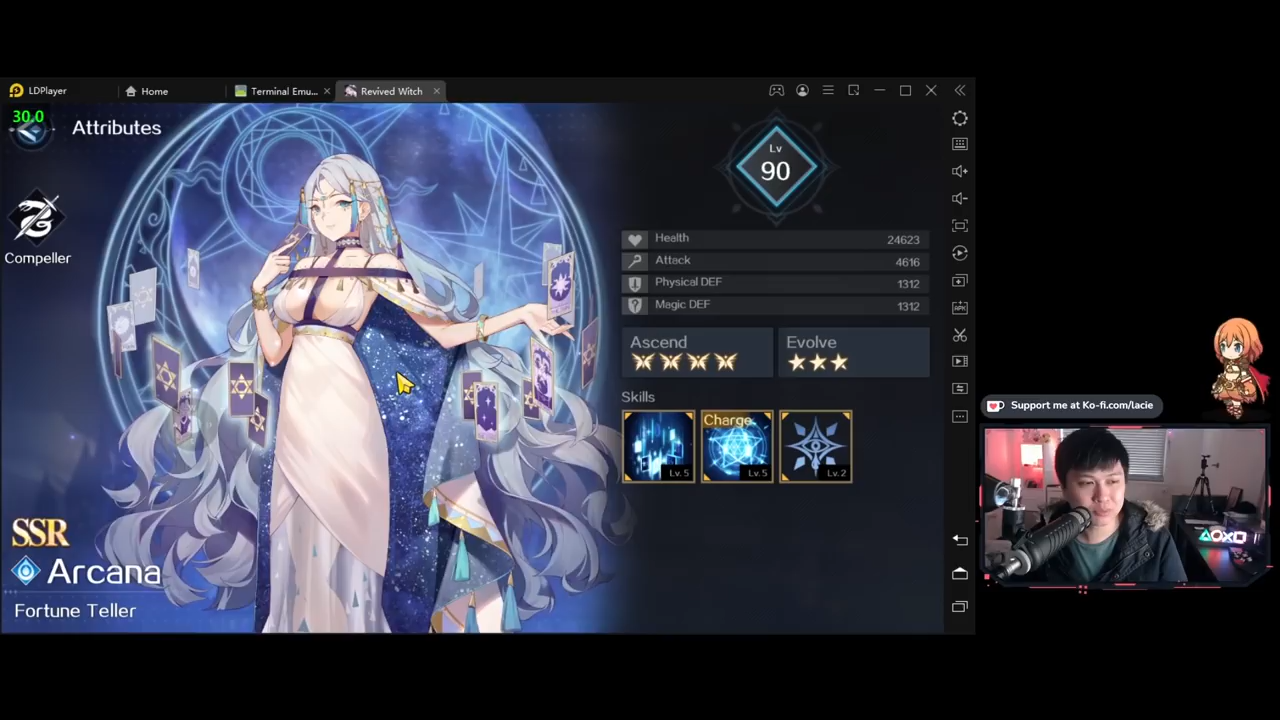 LDPlayer
Home
Terminal Emu...
Revived Witch
30.0
Attributes
Compeller
Lv
90
Health 24623
Attack 4616
Physical DEF 1312
Magic DEF 1312
Ascend
Evolve
Skills
Charge
Lv.5
Lv.5
Lv.2
SSR
Arcana
Fortune Teller
Support me at Ko-fi.com/lacie